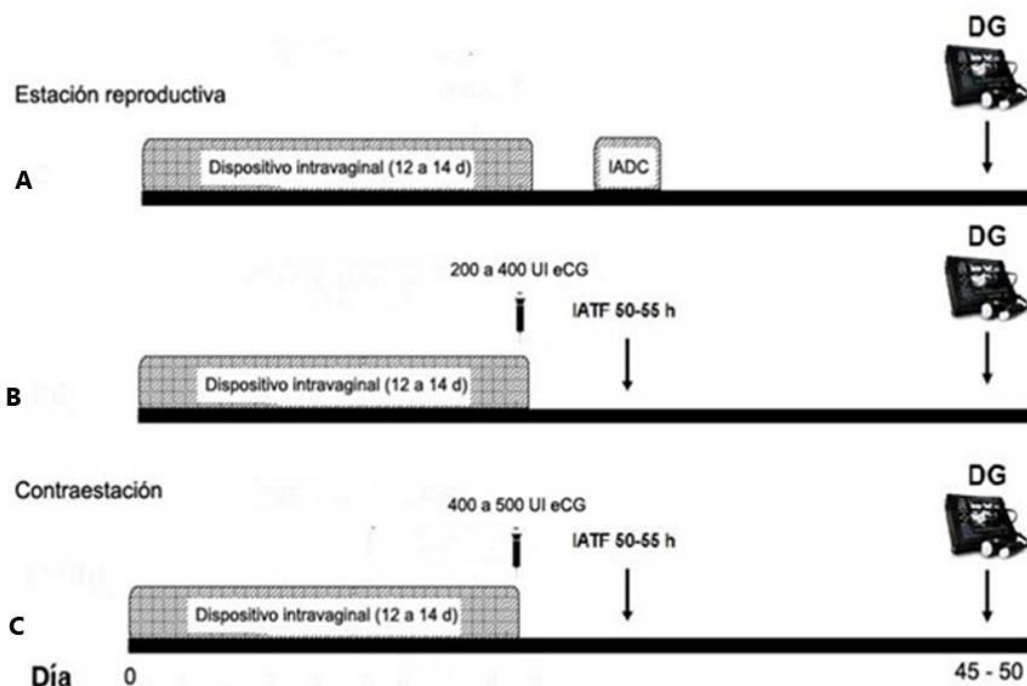 DG
Estación reproductiva
Dispositivo intravaginal (12 a 14 d)
IADC
A
DG
200 a 400 UI eCG
IATF 50-55 h
Dispositivo intravaginal (12 a 14 d)
B
DG
Contraestación
400 a 500 UI eCG
IATF 50-55 h
Dispositivo intravaginal (12 a 14 d)
C
Día 0 45 - 50